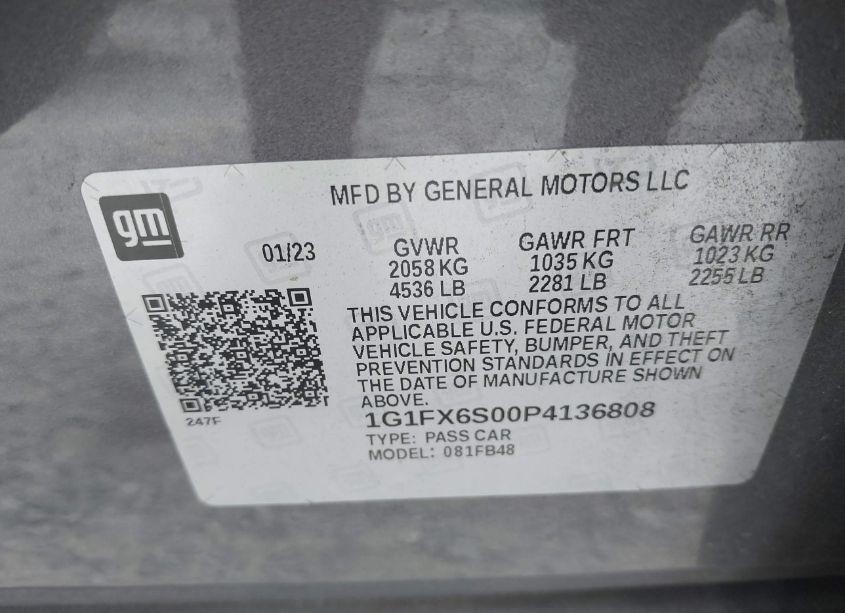 gm
MFD BY GENERAL MOTORS LLC
01/23
GVWR
2058 KG
4536 LB
GAWR FRT
1035 KG
2281 LB
GAWR RR
1023 KG
2255 LB
THIS VEHICLE CONFORMS TO ALL
APPLICABLE U.S. FEDERAL MOTOR
VEHICLE SAFETY, BUMPER, AND THEFT
PREVENTION STANDARDS IN EFFECT ON
THE DATE OF MANUFACTURE SHOWN
ABOVE.
1G1FX6S00P4136808
TYPE: PASS CAR
MODEL: 081FB48
247F